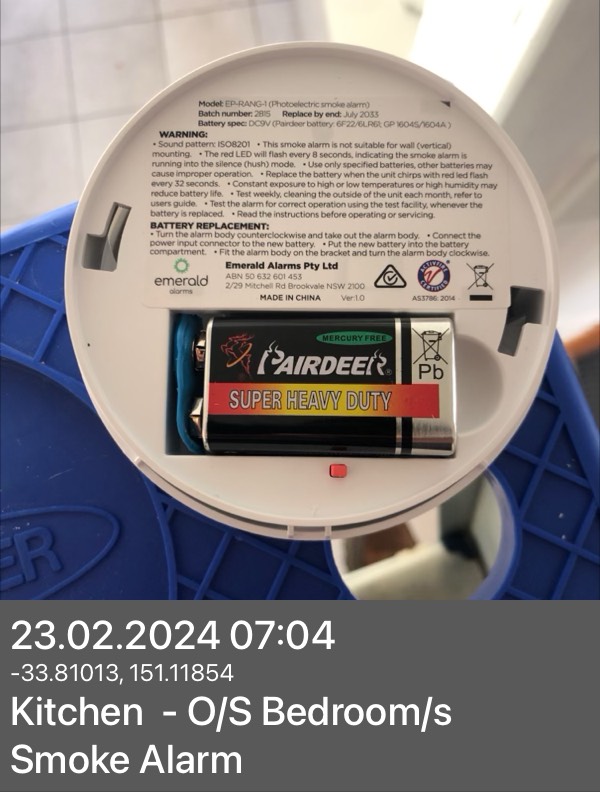 Model: EP-RANG-1 (Photoelectric smoke alarm)
Batch number: 2815 Replace by end: July 2033
Battery spec: DC9V (Pairdeer battery: 6F22/6LR61; GP 1604S/1604A )
WARNING:
• Sound pattern: ISO8201 • This smoke alarm is not suitable for wall (vertical)
mounting. • The red LED will flash every 8 seconds, indicating the smoke alarm is
running into the silence (hush) mode. • Use only specified batteries, other batteries may
cause improper operation. • Replace the battery when the unit chirps with red led flash
every 32 seconds. • Constant exposure to high or low temperatures or high humidity may
reduce battery life. • Test weekly, cleaning the outside of the unit each month, refer to
users guide. • Test the alarm for correct operation using the test facility, whenever the
battery is replaced. • Read the instructions before operating or servicing.
BATTERY REPLACEMENT:
• Turn the alarm body counterclockwise and take out the alarm body. • Connect the
power input connector to the new battery. • Put the new battery into the battery
compartment. • Fit the alarm body on the bracket and turn the alarm body clockwise.
emerald
alarms
Emerald Alarms Pty Ltd
ABN 50 632 601 453
2/29 Mitchell Rd Brookvale NSW 2100
MADE IN CHINA Ver:1.0
AS3786: 2014
MERCURY FREE
PAIRDEER
SUPER HEAVY DUTY
Pb
ER
23.02.2024 07:04
-33.81013, 151.11854
Kitchen - O/S Bedroom/s
Smoke Alarm